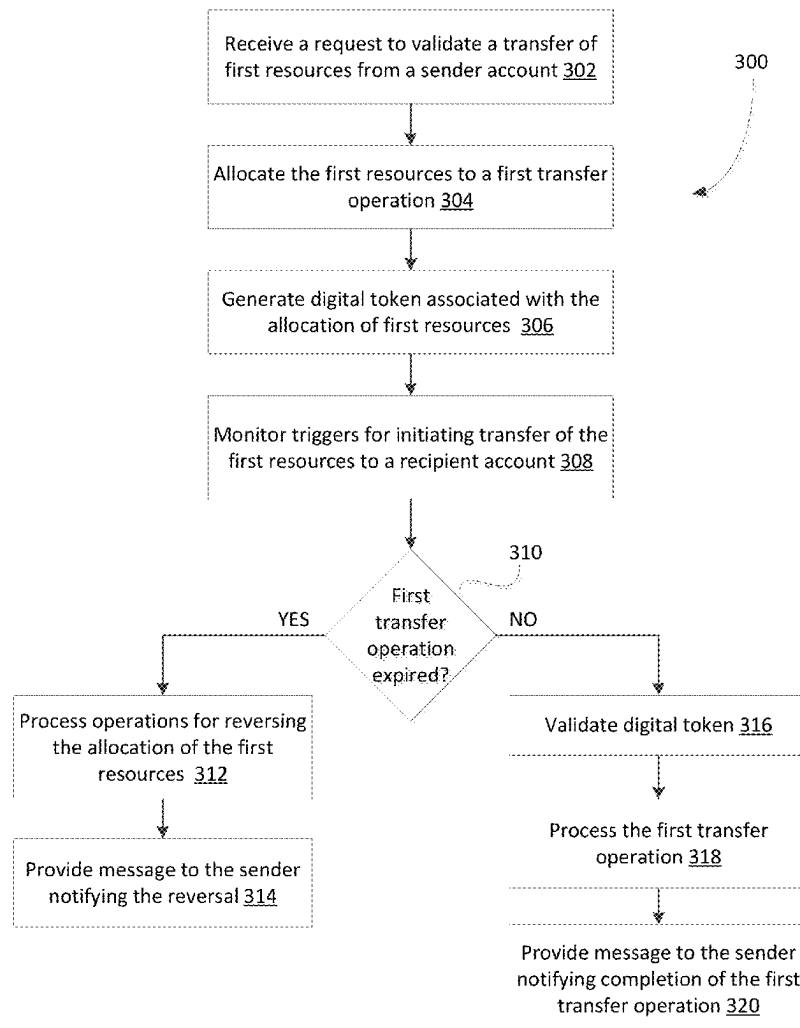 Receive a request to validate a transfer of
first resources from a sender account 302
300
Allocate the first resources to a first transfer
operation 304
Generate digital token associated with the
allocation of first resources 306
Monitor triggers for initiating transfer of the
first resources to a recipient account 308
310
First
transfer
operation
expired?
YES
NO
Process operations for reversing
the allocation of the first
resources 312
Provide message to the sender
notifying the reversal 314
Validate digital token 316
Process the first transfer
operation 318
Provide message to the sender
notifying completion of the first
transfer operation 320